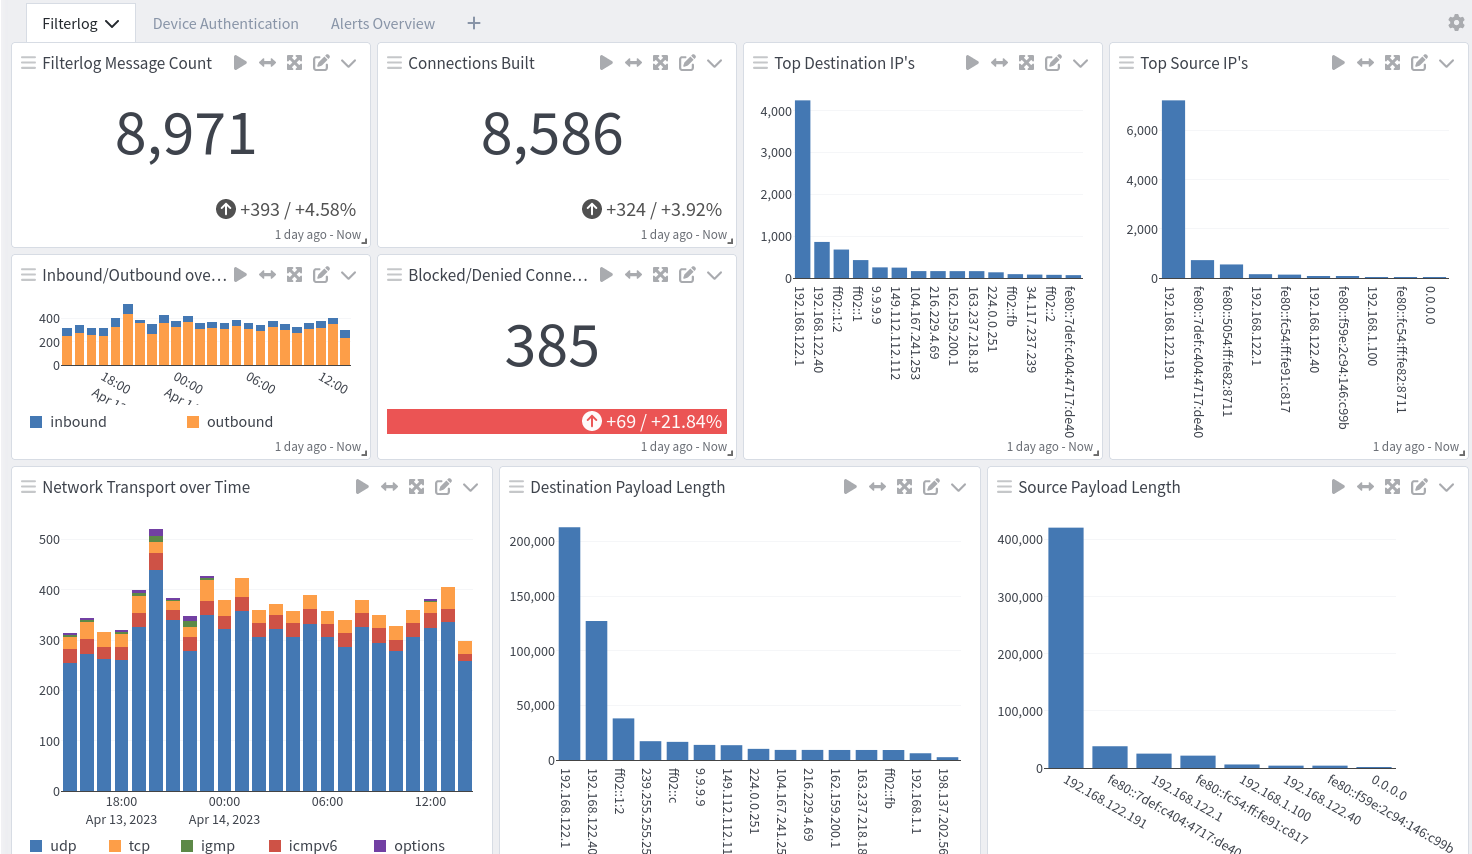 Filterlog
Device Authentication
Alerts Overview
Filterlog Message Count
8,971
+393 / +4.58%
1 day ago - Now
Connections Built
8,586
+324 / +3.92%
1 day ago - Now
Top Destination IP's
4,000
3,000
2,000
1,000
0
192.168.122.1
192.168.122.40
ff02::1:2
ff02::1
9.9.9.9
149.112.112.112
104.167.241.253
216.229.4.69
162.159.200.1
163.237.218.18
224.0.0.251
ff02::fb
34.117.237.239
ff02::2
fe80::7def:c404:4717:de40
1 day ago - Now
Top Source IP's
6,000
4,000
2,000
0
192.168.122.191
fe80::7def:c404:4717:de40
fe80::5054:ff:fe82:8711
192.168.122.1
fe80::fc54:ff:fe91:c817
192.168.122.40
fe80::f59e:2c94:146:c99b
192.168.1.100
fe80::fc54:ff:fe82:8711
0.0.0.0
1 day ago - Now
Inbound/Outbound ove...
400
200
0
18:00
00:00
06:00
12:00
inbound
outbound
1 day ago - Now
Blocked/Denied Conne...
385
+69 / +21.84%
1 day ago - Now
Network Transport over Time
500
400
300
200
100
0
18:00
00:00
06:00
12:00
Apr 13, 2023
Apr 14, 2023
udp
tcp
igmp
icmpv6
options
Destination Payload Length
200,000
150,000
100,000
50,000
0
192.168.122.1
192.168.122.40
ff02::1:2
239.255.255.25
ff02::c
9.9.9.9
149.112.112.11
224.0.0.251
104.167.241.25
216.229.4.69
162.159.200.1
163.237.218.18
ff02::fb
192.168.1.1
198.137.202.56
Source Payload Length
400,000
300,000
200,000
100,000
0
192.168.122.191
fe80::7def:c404:4717:de40
192.168.122.1
fe80::fc54:ff:fe91:c817
192.168.1.100
192.168.122.40
fe80::f59e:2c94:146:c99b
0.0.0.0